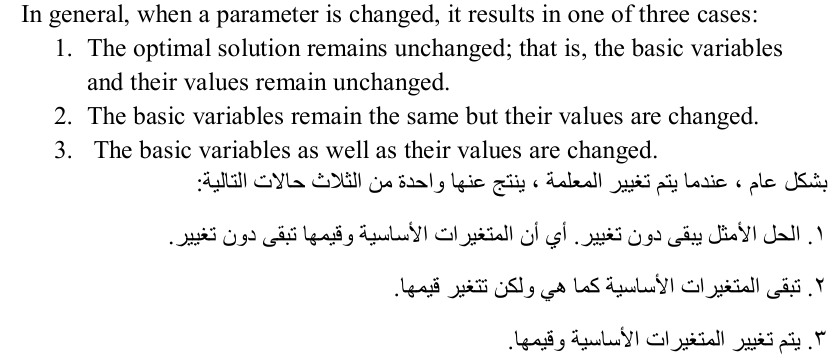 In general, when a parameter is changed, it results in one of three cases:
1. The optimal solution remains unchanged; that is, the basic variables
and their values remain unchanged.
2. The basic variables remain the same but their values are changed.
3. The basic variables as well as their values are changed.
بشكل عام ، عندما يتم تغيير المعلمة ، ينتج عنها واحدة من الثلاث حالات التالية:
١. الحل الأمثل يبقى دون تغيير. أي أن المتغيرات الأساسية وقيمها تبقى دون تغيير.
٢. تبقى المتغيرات الأساسية كما هي ولكن تتغير قيمها.
٣. يتم تغيير المتغيرات الأساسية وقيمها.